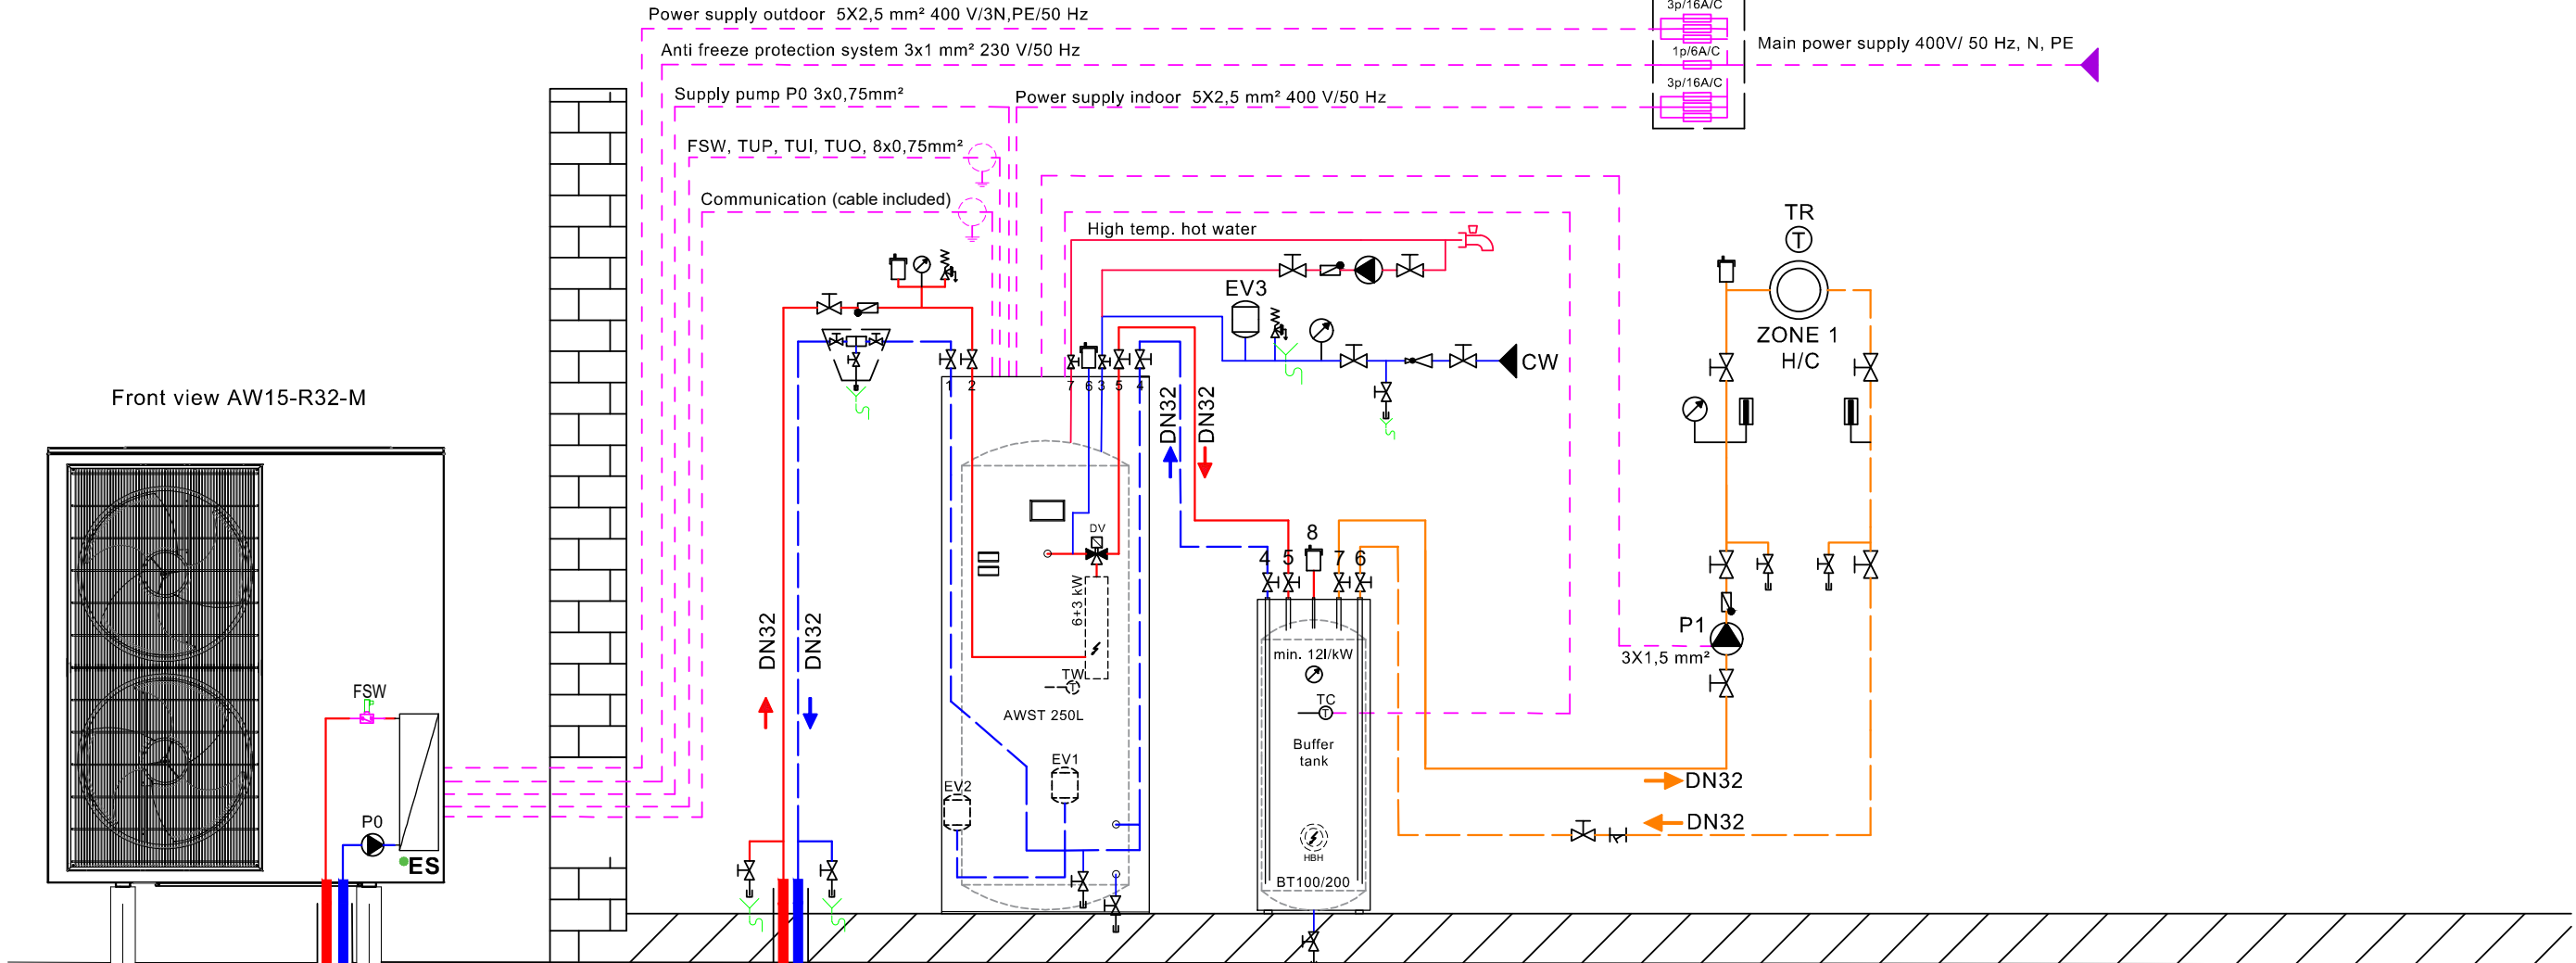 3p/16A/C
Power supply outdoor 5X2,5 mm² 400 V/3N,PE/50 Hz
Anti freeze protection system 3x1 mm² 230 V/50 Hz
1p/6A/C
Main power supply 400V/ 50 Hz, N, PE
3p/16A/C
Supply pump P0 3x0,75mm²
Power supply indoor 5X2,5 mm² 400 V/50 Hz
FSW, TUP, TUI, TUO, 8x0,75mm²
Communication (cable included)
High temp. hot water
TR
T
ZONE 1
H/C
EV3
CW
1 2 7 6 3 5 4
Front view AW15-R32-M
DN32
DN32
DV
8
4 5 7 6
6+3 kW
DN32
DN32
P1
3X1,5 mm²
min. 12l/kW
TW
T
FSW
TC
T
AWST 250L
Buffer
tank
EV1
EV2
DN32
DN32
P0
ES
HBH
BT100/200